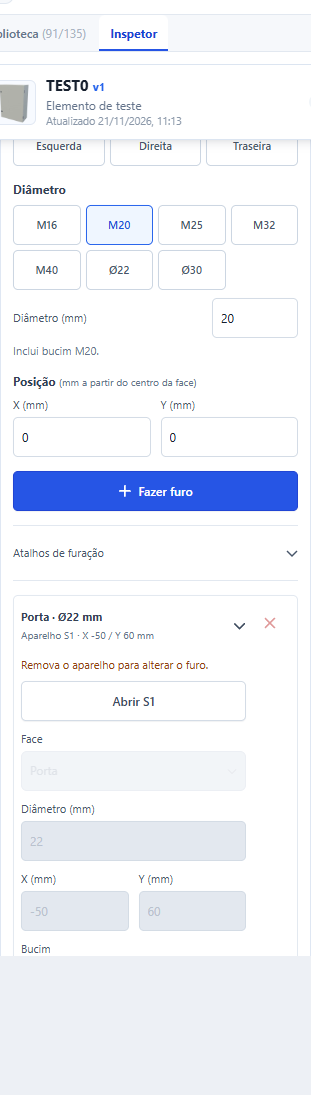 blioteca (91/135) Inspetor
TEST0 v1
Elemento de teste
Atualizado 21/11/2026, 11:13
Esquerda Direita Traseira
Diâmetro
M16 M20 M25 M32
M40 Ø22 Ø30
Diâmetro (mm) 20
Inclui bucim M20.
Posição (mm a partir do centro da face)
X (mm) Y (mm)
0 0
+ Fazer furo
Atalhos de furação
Porta · Ø22 mm
Aparelho S1 · X -50 / Y 60 mm
Remova o aparelho para alterar o furo.
Abrir S1
Face
Porta
Diâmetro (mm)
22
X (mm) Y (mm)
-50 60
Bucim